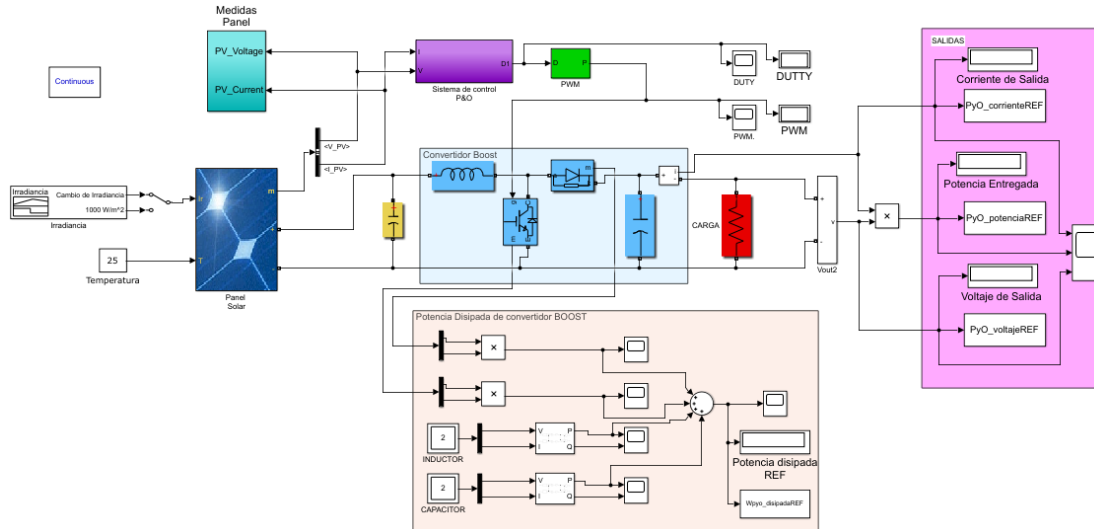 Medidas
Panel
PV_Voltage
PV_Current
Continuous
I
V
D1
Sistema de control
P&O
D
P
PWM
DUTY
DUTTY
PWM.
PWM
<V_PV>
<I_PV>
Irradiancia
Cambio de Irradiancia
1000 W/m^2
Irradiancia
Ir
T
m
+
-
25
Temperatura
Panel
Solar
Convertidor Boost
g
C
E
m
+
i
-
CARGA
+
-
v
Vout2
×
SALIDAS
Corriente de Salida
PyO_corrienteREF
Potencia Entregada
PyO_potenciaREF
Voltaje de Salida
PyO_voltajeREF
Potencia Disipada de convertidor BOOST
×
×
2
INDUCTOR
V
I
P
Q
2
CAPACITOR
V
I
P
Q
+
+
+
+
Potencia disipada
REF
Wpyo_disipadaREF